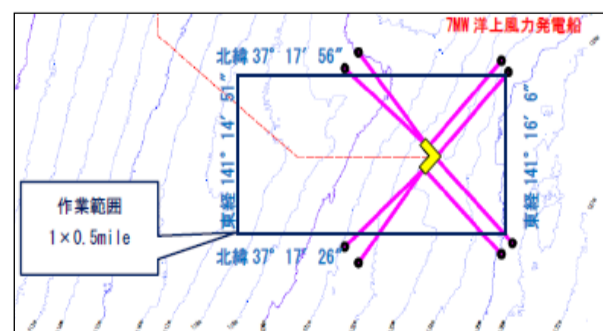 7MW 洋上風力発電船
北緯 37° 17′ 56″
東経 141° 14′ 51″
東経 141° 16′ 6″
作業範囲
1×0.5mile
北緯 37° 17′ 26″